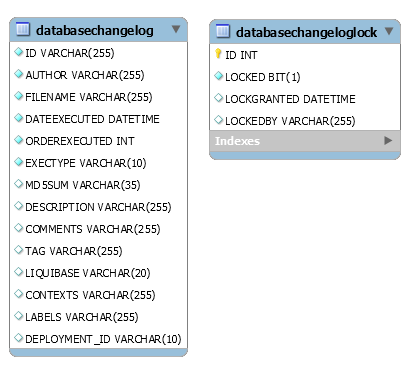 databasechangelog
ID VARCHAR(255)
AUTHOR VARCHAR(255)
FILENAME VARCHAR(255)
DATEEXECUTED DATETIME
ORDEREXECUTED INT
EXECTYPE VARCHAR(10)
MD5SUM VARCHAR(35)
DESCRIPTION VARCHAR(255)
COMMENTS VARCHAR(255)
TAG VARCHAR(255)
LIQUIBASE VARCHAR(20)
CONTEXTS VARCHAR(255)
LABELS VARCHAR(255)
DEPLOYMENT_ID VARCHAR(10)
databasechangeloglock
ID INT
LOCKED BIT(1)
LOCKGRANTED DATETIME
LOCKEDBY VARCHAR(255)
Indexes